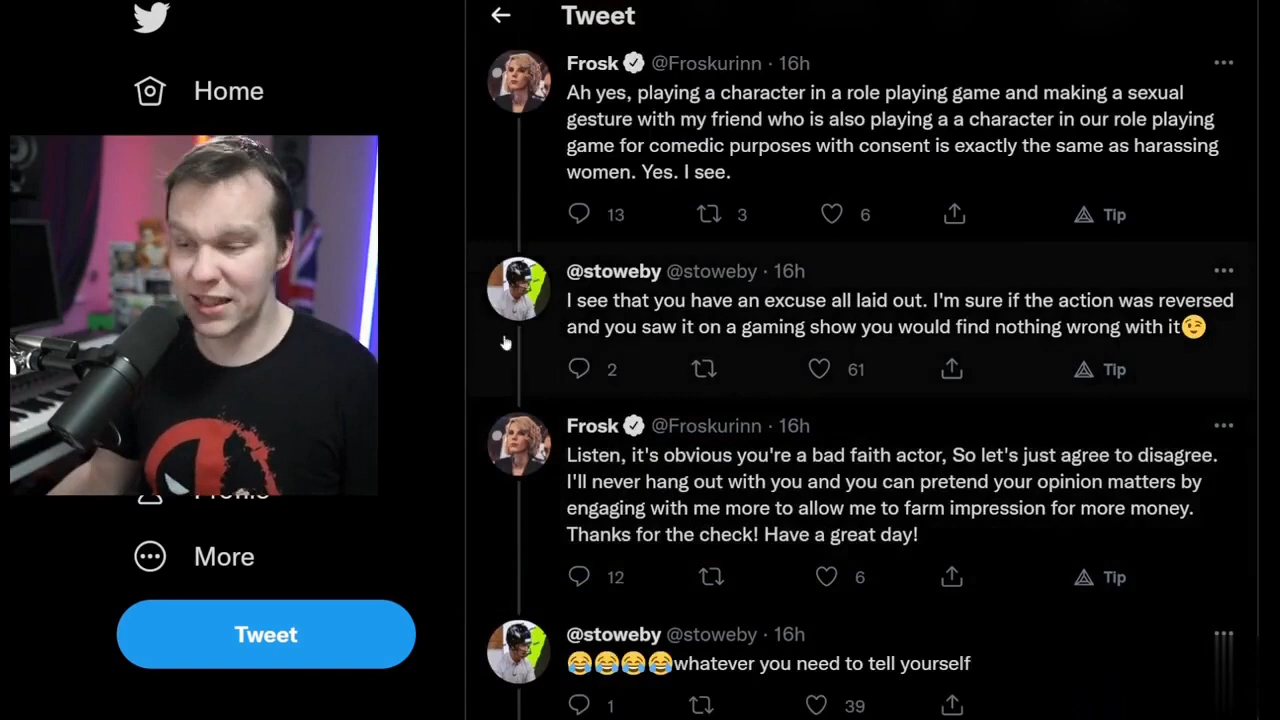 Tweet
Home
Frosk @Froskurinn · 16h
Ah yes, playing a character in a role playing game and making a sexual
gesture with my friend who is also playing a a character in our role playing
game for comedic purposes with consent is exactly the same as harassing
women. Yes. I see.
13 3 6 Tip
@stoweby @stoweby · 16h
I see that you have an excuse all laid out. I'm sure if the action was reversed
and you saw it on a gaming show you would find nothing wrong with it😉
2 61 Tip
Frosk @Froskurinn · 16h
Listen, it's obvious you're a bad faith actor, So let's just agree to disagree.
I'll never hang out with you and you can pretend your opinion matters by
engaging with me more to allow me to farm impression for more money.
Thanks for the check! Have a great day!
12 6 Tip
More
Tweet
@stoweby @stoweby · 16h
😂😂😂😂whatever you need to tell yourself
1 39